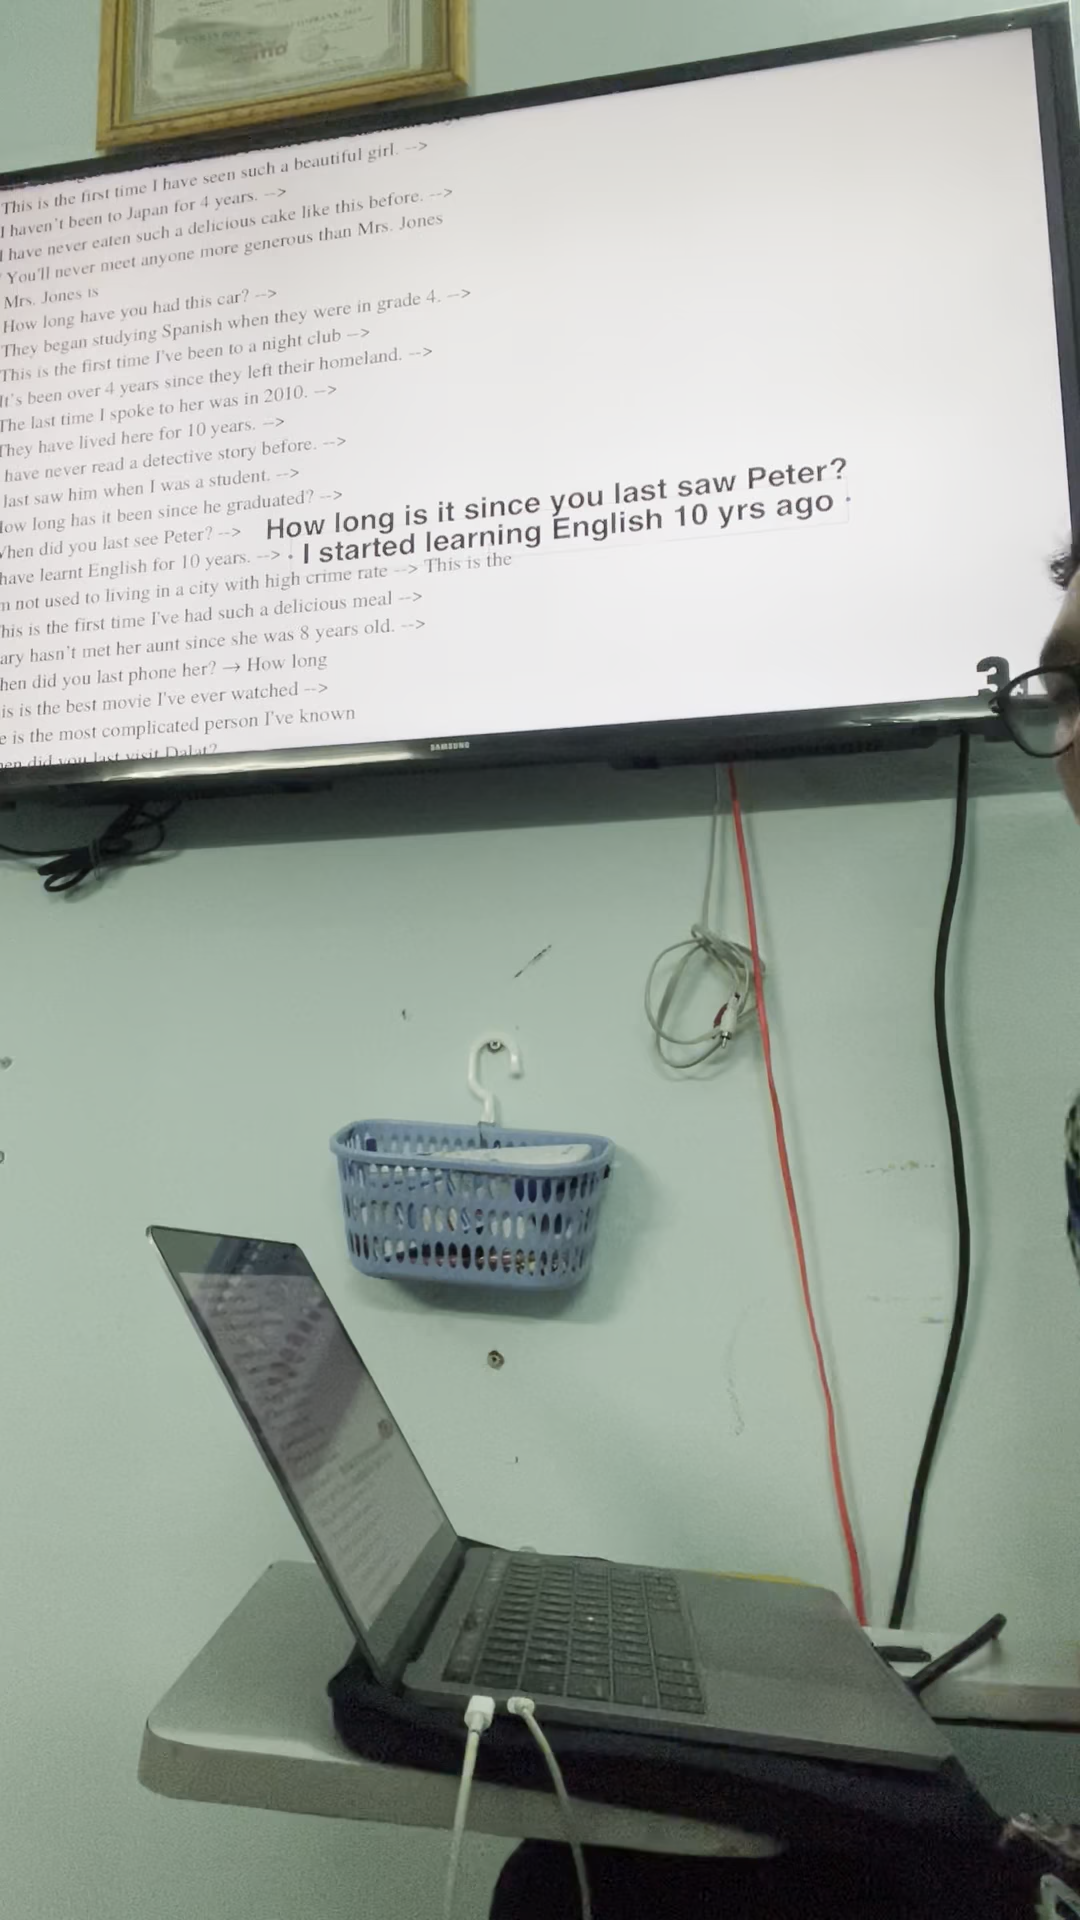 This is the first time I have seen such a beautiful girl. -->
I haven't been to Japan for 4 years. -->
I have never eaten such a delicious cake like this before. -->
You'll never meet anyone more generous than Mrs. Jones
Mrs. Jones is
How long have you had this car? -->
They began studying Spanish when they were in grade 4. -->
This is the first time I've been to a night club -->
It's been over 4 years since they left their homeland. -->
The last time I spoke to her was in 2010. -->
They have lived here for 10 years. -->
have never read a detective story before. -->
last saw him when I was a student. -->
How long has it been since he graduated? -->
When did you last see Peter? --> How long is it since you last saw Peter?
have learnt English for 10 years. --> . I started learning English 10 yrs ago .
m not used to living in a city with high crime rate --> This is the
This is the first time I've had such a delicious meal -->
ary hasn't met her aunt since she was 8 years old. -->
hen did you last phone her? → How long
is is the best movie I've ever watched -->
e is the most complicated person I've known
hen did you last visit Dalat?
3
SAMSUNG